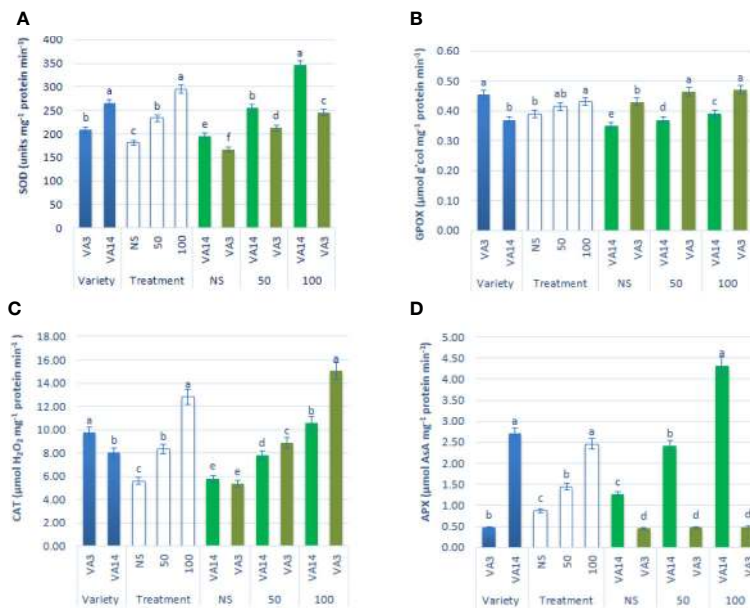 A
SOD (units mg⁻¹ protein min⁻¹)
400
350
300
250
200
150
100
50
0
b a c b a e f b d a c
VA3 VA14 NS 50 100 VA14 VA3 VA14 VA3 VA14 VA3
Variety Treatment NS 50 100
B
GPOX (µmol g'col mg⁻¹ protein min⁻¹)
0.60
0.50
0.40
0.30
0.20
0.10
0.00
a b b ab a e b d a c a
VA3 VA14 NS 50 100 VA14 VA3 VA14 VA3 VA14 VA3
Variety Treatment NS 50 100
C
CAT (µmol H₂O₂ mg⁻¹ protein min⁻¹)
18.00
16.00
14.00
12.00
10.00
8.00
6.00
4.00
2.00
0.00
a b c b a e e d c b a
VA3 VA14 NS 50 100 VA14 VA3 VA14 VA3 VA14 VA3
Variety Treatment NS 50 100
D
APX (µmol AsA mg⁻¹ protein min⁻¹)
5.00
4.50
4.00
3.50
3.00
2.50
2.00
1.50
1.00
0.50
0.00
b a c b a c d b d a d
VA3 VA14 NS 50 100 VA14 VA3 VA14 VA3 VA14 VA3
Variety Treatment NS 50 100